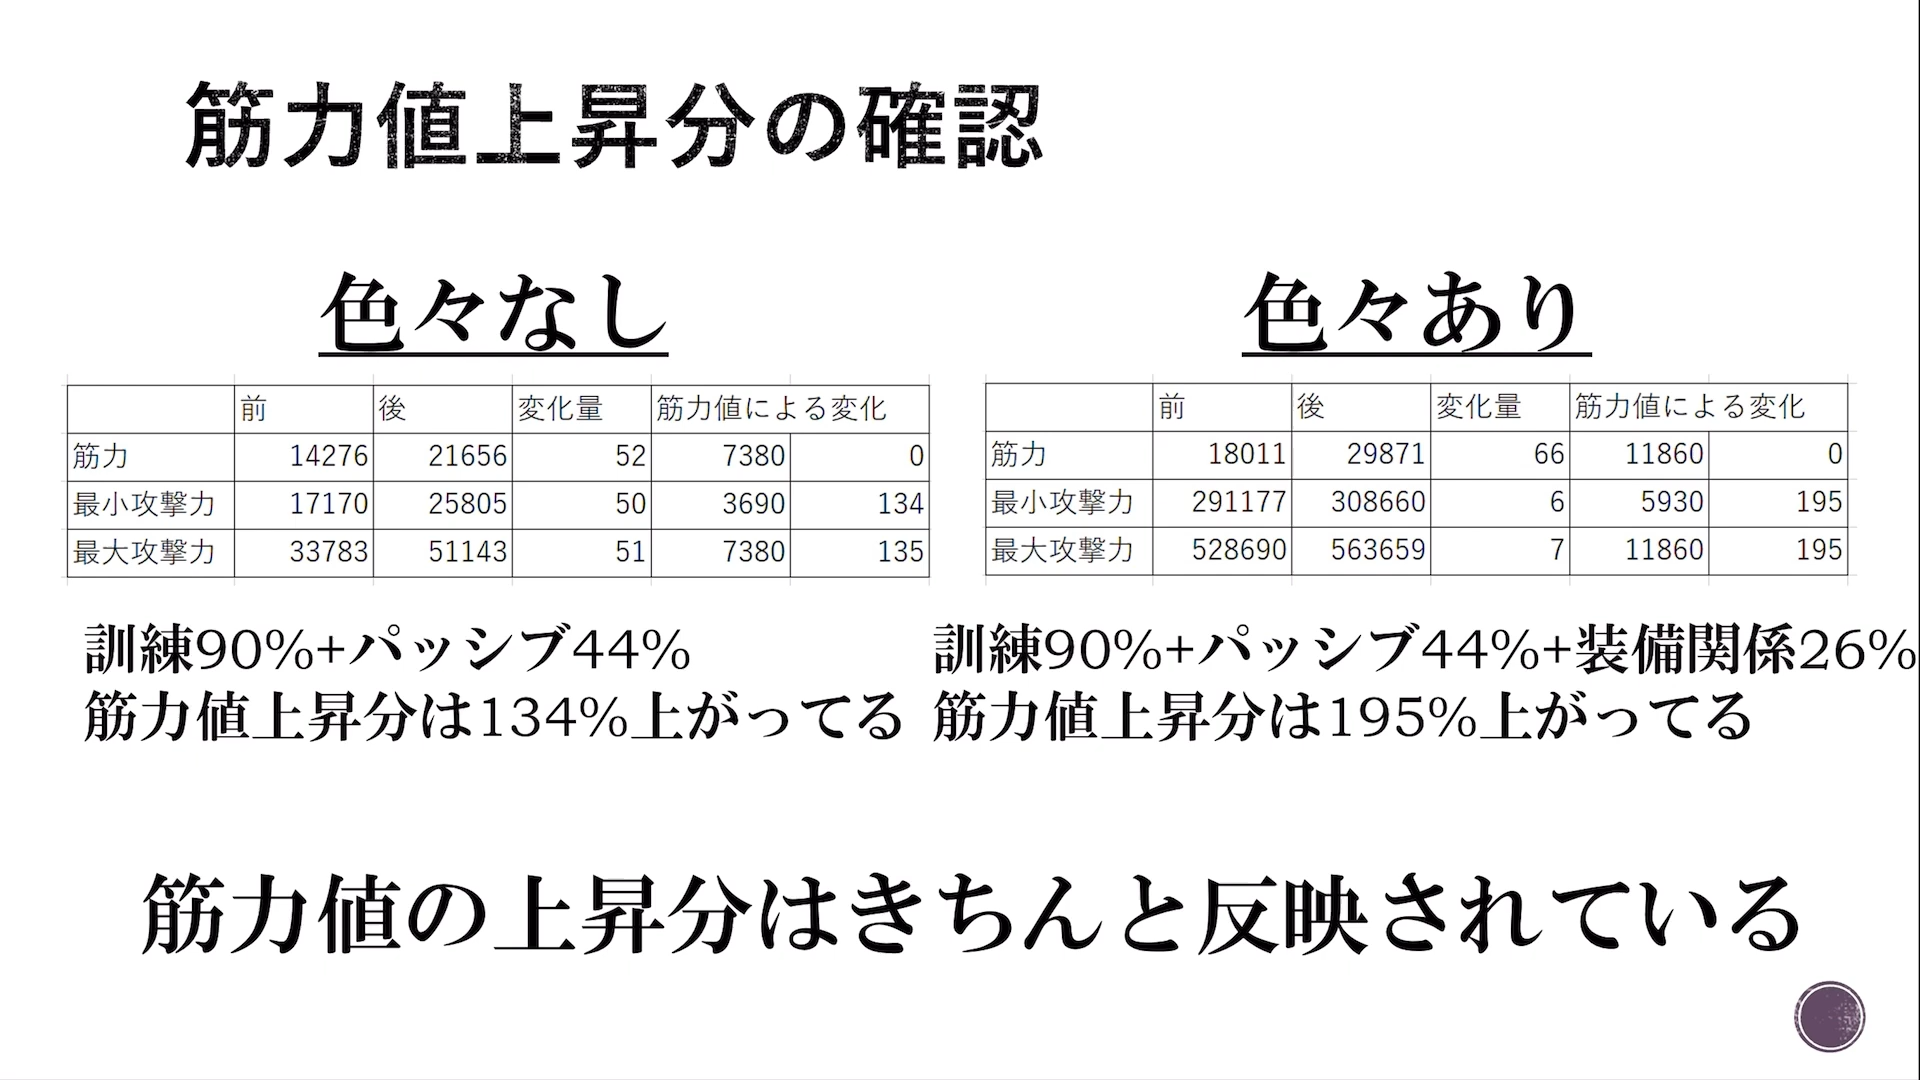 筋力値上昇分の確認
色々なし
前 後 変化量 筋力値による変化
筋力 14276 21656 52 7380 0
最小攻撃力 17170 25805 50 3690 134
最大攻撃力 33783 51143 51 7380 135
訓練90%+パッシブ44%
筋力値上昇分は134%上がってる
色々あり
前 後 変化量 筋力値による変化
筋力 18011 29871 66 11860 0
最小攻撃力 291177 308660 6 5930 195
最大攻撃力 528690 563659 7 11860 195
訓練90%+パッシブ44%+装備関係26%
筋力値上昇分は195%上がってる
筋力値の上昇分はきちんと反映されている